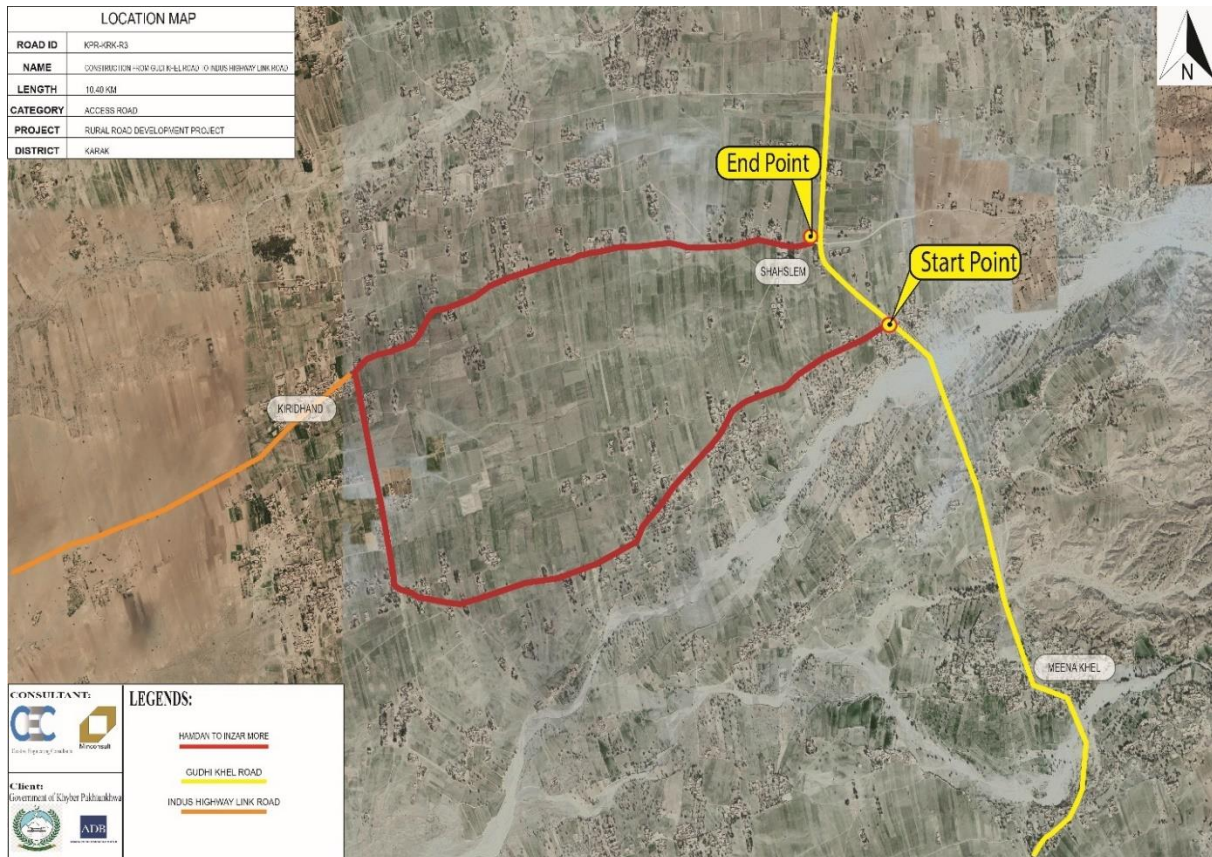 LOCATION MAP
ROAD ID KPR-KRK-R3
NAME CONSTRUCTION FROM GUDI KHEL ROAD TO INDUS HIGHWAY LINK ROAD
LENGTH 10.40 KM
CATEGORY ACCESS ROAD
PROJECT RURAL ROAD DEVELOPMENT PROJECT
DISTRICT KARAK
N
End Point
SHAHSLEM
Start Point
KIRIDHAND
MEENA KHEL
CONSULTANT:
CEC
Minconsult
Client:
Government of Khyber Pakhtunkhwa
ADB
LEGENDS:
HAMDAN TO INZAR MORE
GUDHI KHEL ROAD
INDUS HIGHWAY LINK ROAD